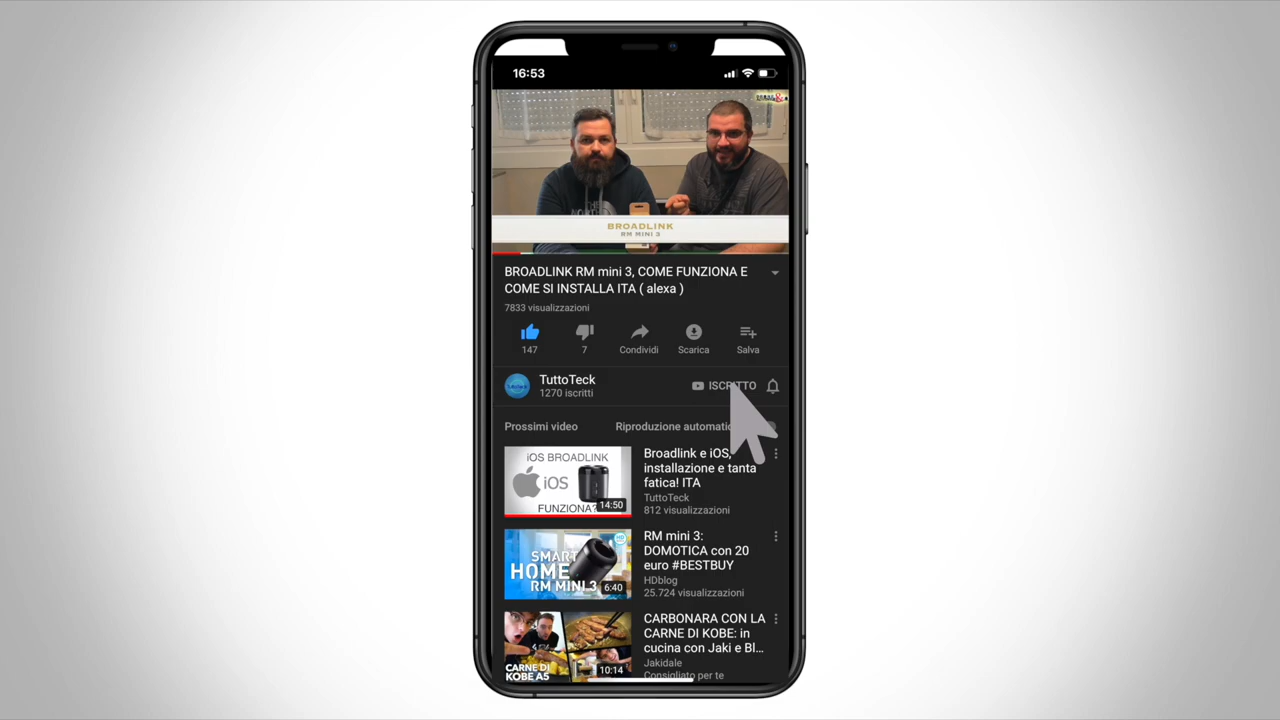 16:53
BROADLINK
RM MINI 3
BROADLINK RM mini 3, COME FUNZIONA E
COME SI INSTALLA ITA ( alexa )
7833 visualizzazioni
147
7
Condividi
Scarica
Salva
TuttoTeck
1270 iscritti
ISCRITTO
Prossimi video
Riproduzione
iOS BROADLINK
iOS
FUNZIONA?
14:50
Broadlink e iOS,
installazione e tanta
fatica! ITA
TuttoTeck
812 visualizzazioni
SMART
HOME
RM MINI 3
6:40
RM mini 3:
DOMOTICA con 20
euro #BESTBUY
HDblog
25.724 visualizzazioni
CARNE DI
KOBE A5
10:14
CARBONARA CON LA
CARNE DI KOBE: in
cucina con Jaki e Bl...
Jakidale
Consigliato per te